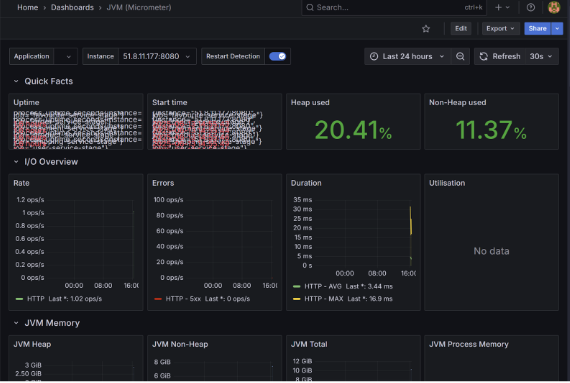 Home > Dashboards > JVM (Micrometer)
Search... ctrl+k
Edit Export Share
Application Instance 51.8.11.177:8080 Restart Detection Last 24 hours Refresh 30s
Quick Facts
Uptime Start time Heap used Non-Heap used
20.41% 11.37%
I/O Overview
Rate
1.2 ops/s
1 ops/s
0.8 ops/s
0.6 ops/s
0.4 ops/s
0.2 ops/s
0 ops/s
00:00 08:00 16:00
HTTP Last *: 1.02 ops/s
Errors
100 ops/s
80 ops/s
60 ops/s
40 ops/s
20 ops/s
0 ops/s
00:00 08:00 16:00
HTTP - 5xx Last *: 0 ops/s
Duration
35 ms
30 ms
25 ms
20 ms
15 ms
10 ms
5 ms
0 s
00:00 08:00 16:00
HTTP - AVG Last *: 3.44 ms
HTTP - MAX Last *: 16.9 ms
Utilisation
No data
JVM Memory
JVM Heap
3 GiB
2.50 GiB
JVM Non-Heap
8 GiB
6 GiB
JVM Total
12 GiB
10 GiB
JVM Process Memory